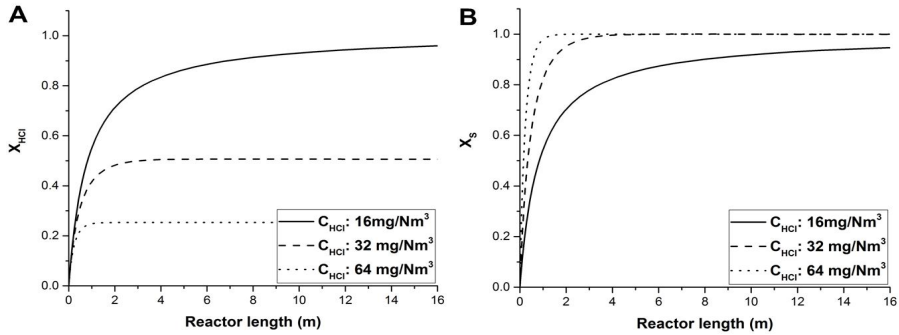 A
1.0
0.8
0.6
0.4
0.2
0.0
X_HCl
0 2 4 6 8 10 12 14 16
Reactor length (m)
C_HCl: 16mg/Nm³
C_HCl: 32 mg/Nm³
C_HCl: 64 mg/Nm³
B
1.0
0.8
0.6
0.4
0.2
0.0
X_S
0 2 4 6 8 10 12 14 16
Reactor length (m)
C_HCl: 16mg/Nm³
C_HCl: 32 mg/Nm³
C_HCl: 64 mg/Nm³